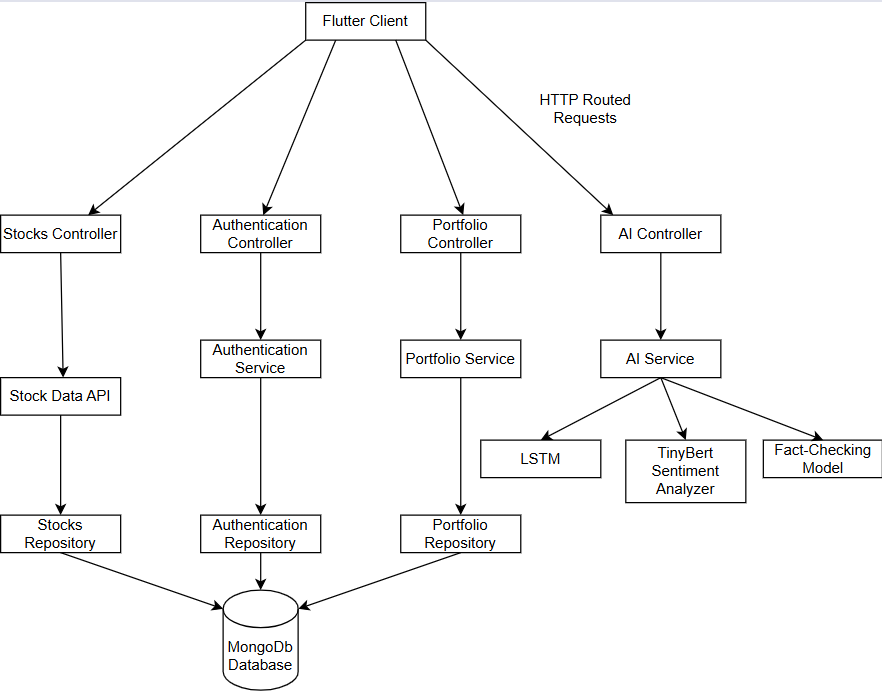 Flutter Client
HTTP Routed
Requests
Stocks Controller
Authentication
Controller
Portfolio
Controller
AI Controller
Authentication
Service
Portfolio Service
AI Service
Stock Data API
LSTM
TinyBert
Sentiment
Analyzer
Fact-Checking
Model
Stocks
Repository
Authentication
Repository
Portfolio
Repository
MongoDb
Database